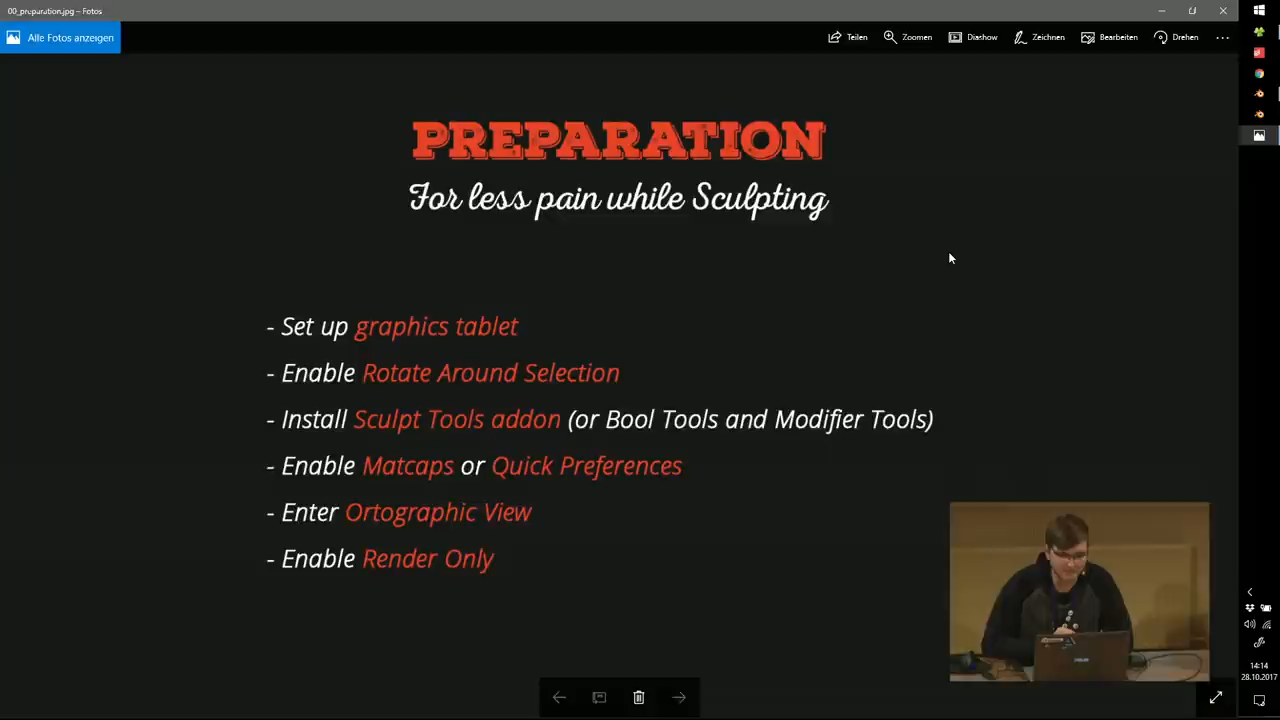 00_preparation.jpg – Fotos
Alle Fotos anzeigen
Teilen
Zoomen
Diashow
Zeichnen
Bearbeiten
Drehen
PREPARATION
For less pain while Sculpting
- Set up graphics tablet
- Enable Rotate Around Selection
- Install Sculpt Tools addon (or Bool Tools and Modifier Tools)
- Enable Matcaps or Quick Preferences
- Enter Ortographic View
- Enable Render Only
14:14
28.10.2017